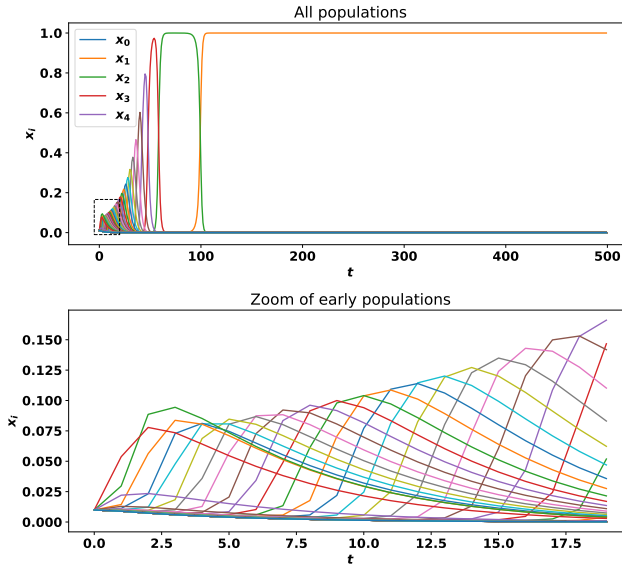 All populations
x₀
x₁
x₂
x₃
x₄
xᵢ
1.0
0.8
0.6
0.4
0.2
0.0
0 100 200 300 400 500
t
Zoom of early populations
xᵢ
0.150
0.125
0.100
0.075
0.050
0.025
0.000
0.0 2.5 5.0 7.5 10.0 12.5 15.0 17.5
t